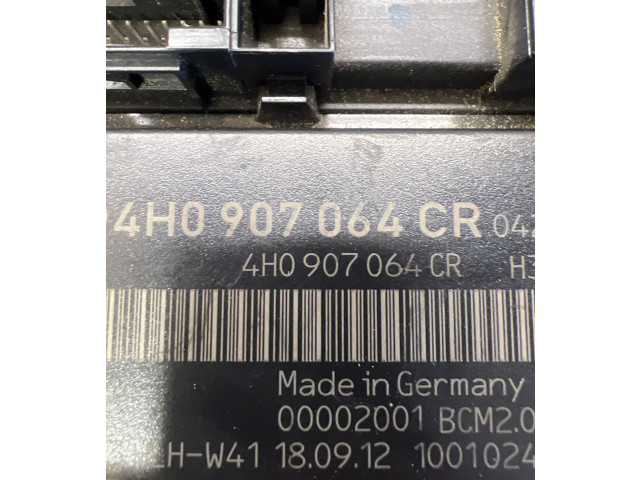 4H0 907 064 CR 042
4H0 907 064 CR H3
Made in Germany
00002001 BCM2.0
LH-W41 18.09.12 1001024